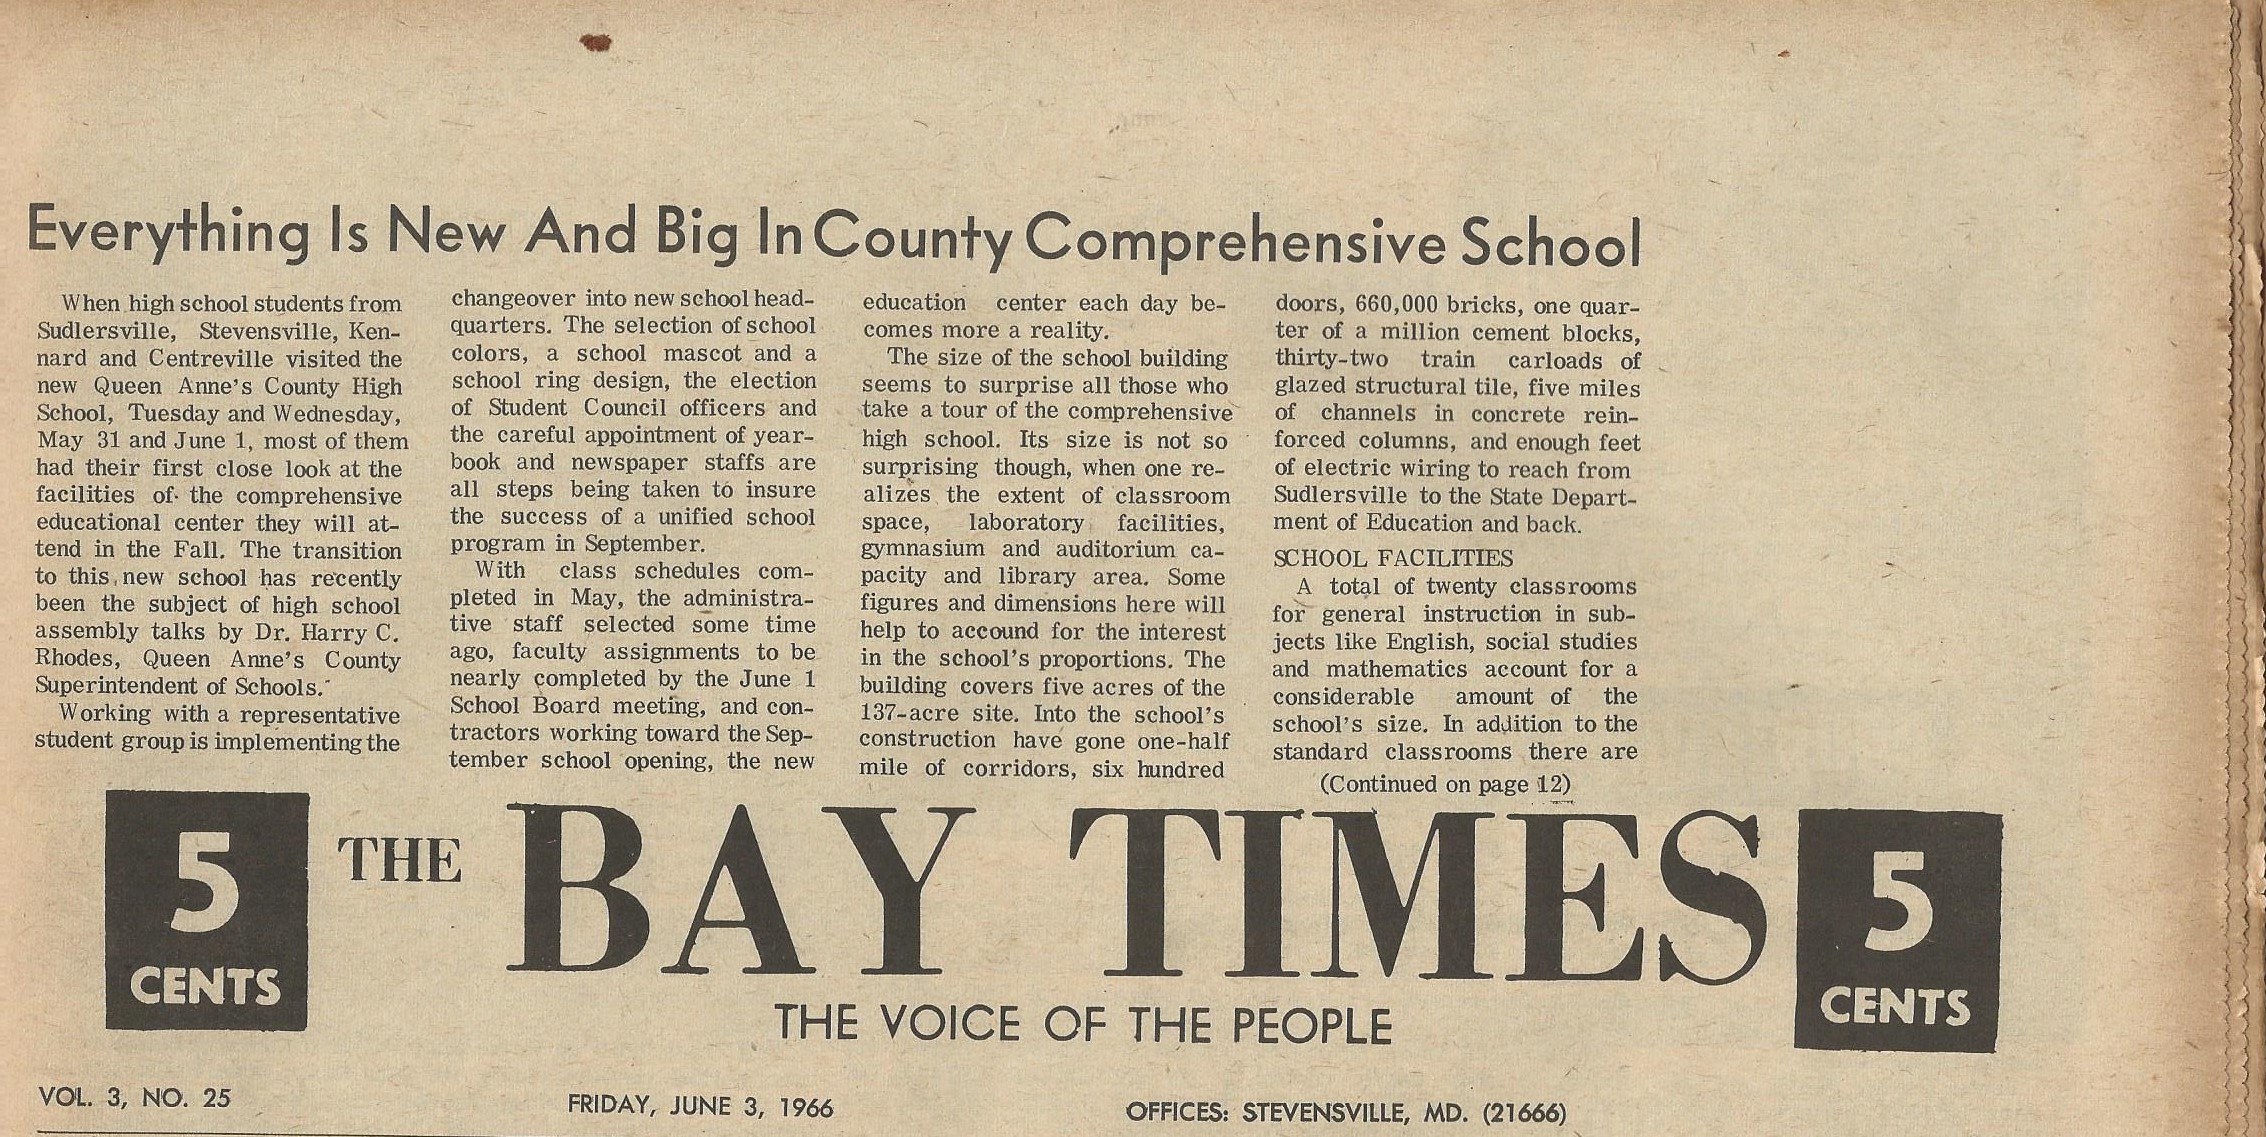 Everything Is New And Big In County Comprehensive School
When high school students from
Sudlersville, Stevensville, Ken-
nard and Centreville visited the
new Queen Anne's County High
School, Tuesday and Wednesday,
May 31 and June 1, most of them
had their first close look at the
facilities of the comprehensive
educational center they will at-
tend in the Fall. The transition
to this new school has recently
been the subject of high school
assembly talks by Dr. Harry C.
Rhodes, Queen Anne's County
Superintendent of Schools.
Working with a representative
student group is implementing the
changeover into new school head-
quarters. The selection of school
colors, a school mascot and a
school ring design, the election
of Student Council officers and
the careful appointment of year-
book and newspaper staffs are
all steps being taken to insure
the success of a unified school
program in September.
With class schedules com-
pleted in May, the administra-
tive staff selected some time
ago, faculty assignments to be
nearly completed by the June 1
School Board meeting, and con-
tractors working toward the Sep-
tember school opening, the new
education center each day be-
comes more a reality.
The size of the school building
seems to surprise all those who
take a tour of the comprehensive
high school. Its size is not so
surprising though, when one re-
alizes the extent of classroom
space, laboratory facilities,
gymnasium and auditorium ca-
pacity and library area. Some
figures and dimensions here will
help to accound for the interest
in the school's proportions. The
building covers five acres of the
137-acre site. Into the school's
construction have gone one-half
mile of corridors, six hundred
doors, 660,000 bricks, one quar-
ter of a million cement blocks,
thirty-two train carloads of
glazed structural tile, five miles
of channels in concrete rein-
forced columns, and enough feet
of electric wiring to reach from
Sudlersville to the State Depart-
ment of Education and back.
SCHOOL FACILITIES
A total of twenty classrooms
for general instruction in sub-
jects like English, social studies
and mathematics account for a
considerable amount of the
school's size. In addition to the
standard classrooms there are
(Continued on page 12)
5
CENTS
THE BAY TIMES
5
CENTS
THE VOICE OF THE PEOPLE
VOL. 3, NO. 25
FRIDAY, JUNE 3, 1966
OFFICES: STEVENSVILLE, MD. (21666)